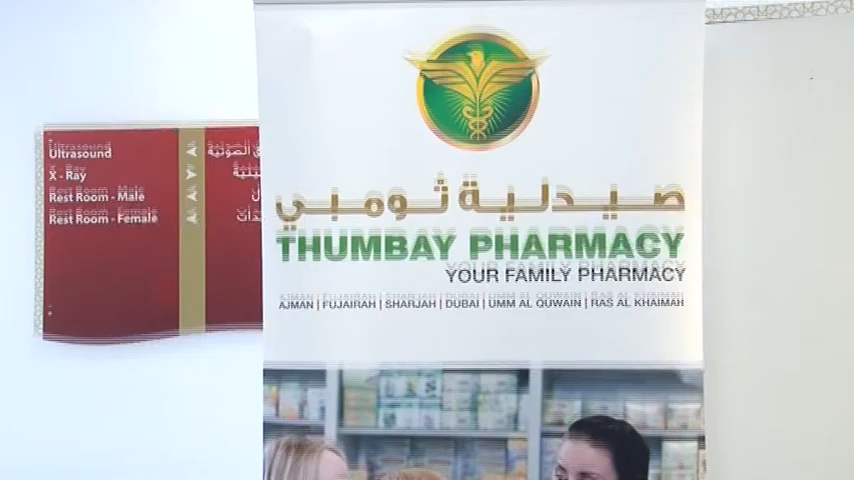 Ultrasound
X - Ray
Rest Room - Male
Rest Room - Female
الصوتية
صيدلية ثومبي
THUMBAY PHARMACY
YOUR FAMILY PHARMACY
AJMAN | FUJAIRAH | SHARJAH | DUBAI | UMM AL QUWAIN | RAS AL KHAIMAH